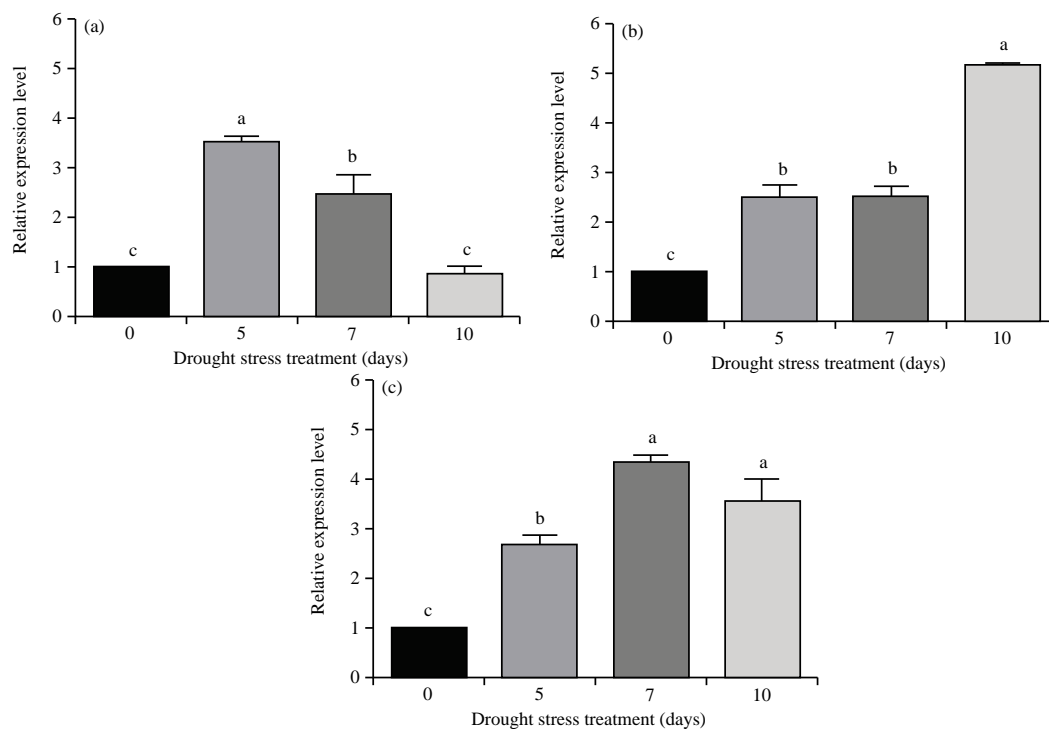 (a)
Relative expression level
6
5
4
3
2
1
0
c
a
b
c
0 5 7 10
Drought stress treatment (days)
(b)
Relative expression level
6
5
4
3
2
1
0
c
b
b
a
0 5 7 10
Drought stress treatment (days)
(c)
Relative expression level
6
5
4
3
2
1
0
c
b
a
a
0 5 7 10
Drought stress treatment (days)